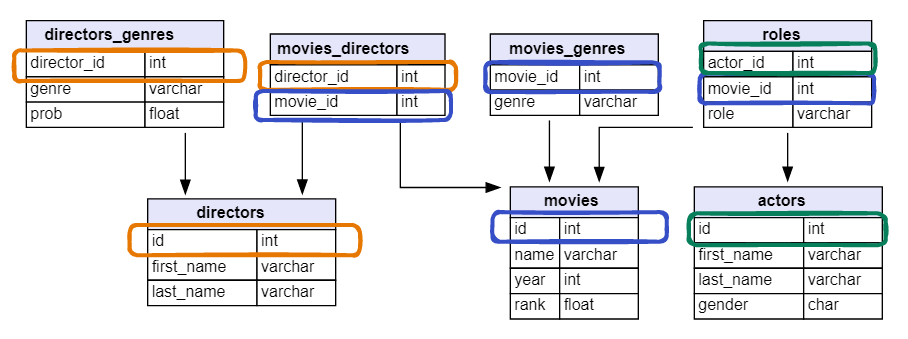 directors_genres
director_id int
genre varchar
prob float
movies_directors
director_id int
movie_id int
movies_genres
movie_id int
genre varchar
roles
actor_id int
movie_id int
role varchar
directors
id int
first_name varchar
last_name varchar
movies
id int
name varchar
year int
rank float
actors
id int
first_name varchar
last_name varchar
gender char